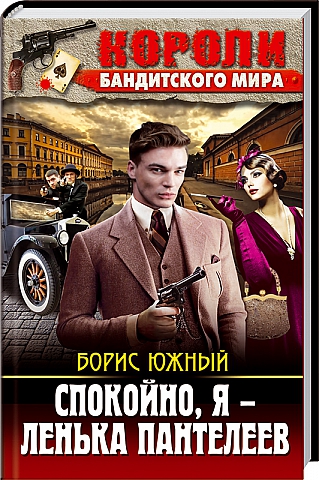 КОРОЛИ
БАНДИТСКОГО МИРА
БОРИС ЮЖНЫЙ
СПОКОЙНО, Я –
ЛЕНЬКА ПАНТЕЛЕЕВ